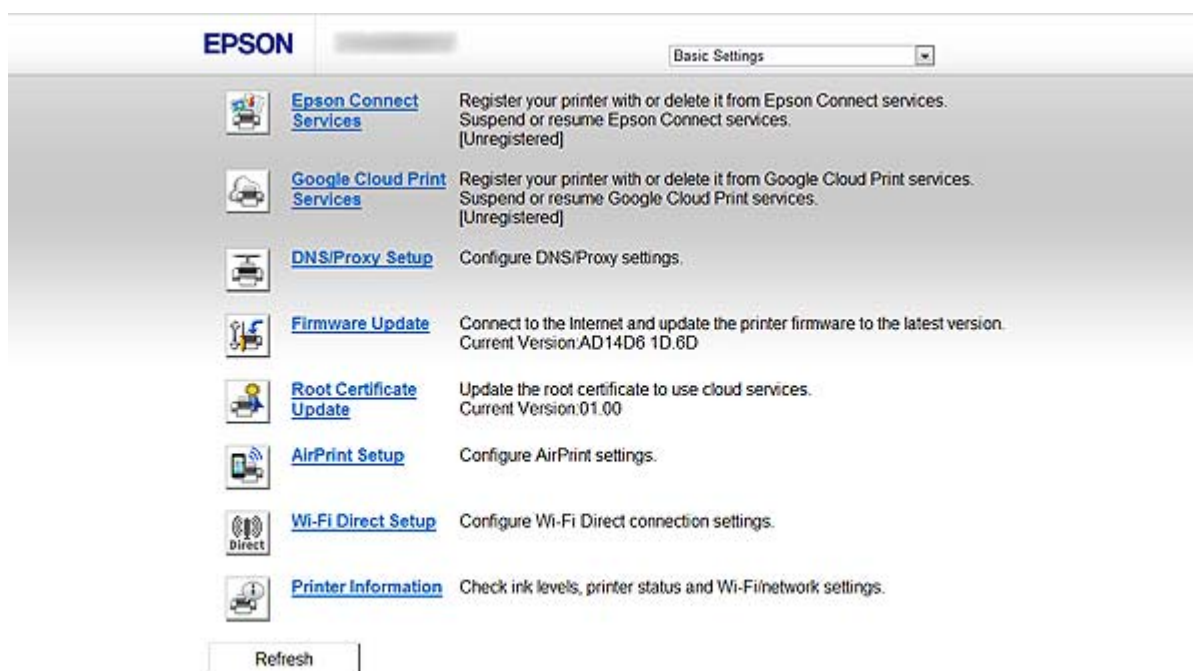 EPSON
Basic Settings
Epson Connect Services
Register your printer with or delete it from Epson Connect services.
Suspend or resume Epson Connect services.
[Unregistered]
Google Cloud Print Services
Register your printer with or delete it from Google Cloud Print services.
Suspend or resume Google Cloud Print services.
[Unregistered]
DNS/Proxy Setup
Configure DNS/Proxy settings.
Firmware Update
Connect to the Internet and update the printer firmware to the latest version.
Current Version:AD14D6 1D.6D
Root Certificate Update
Update the root certificate to use cloud services.
Current Version:01.00
AirPrint Setup
Configure AirPrint settings.
Direct
Wi-Fi Direct Setup
Configure Wi-Fi Direct connection settings.
Printer Information
Check ink levels, printer status and Wi-Fi/network settings.
Refresh